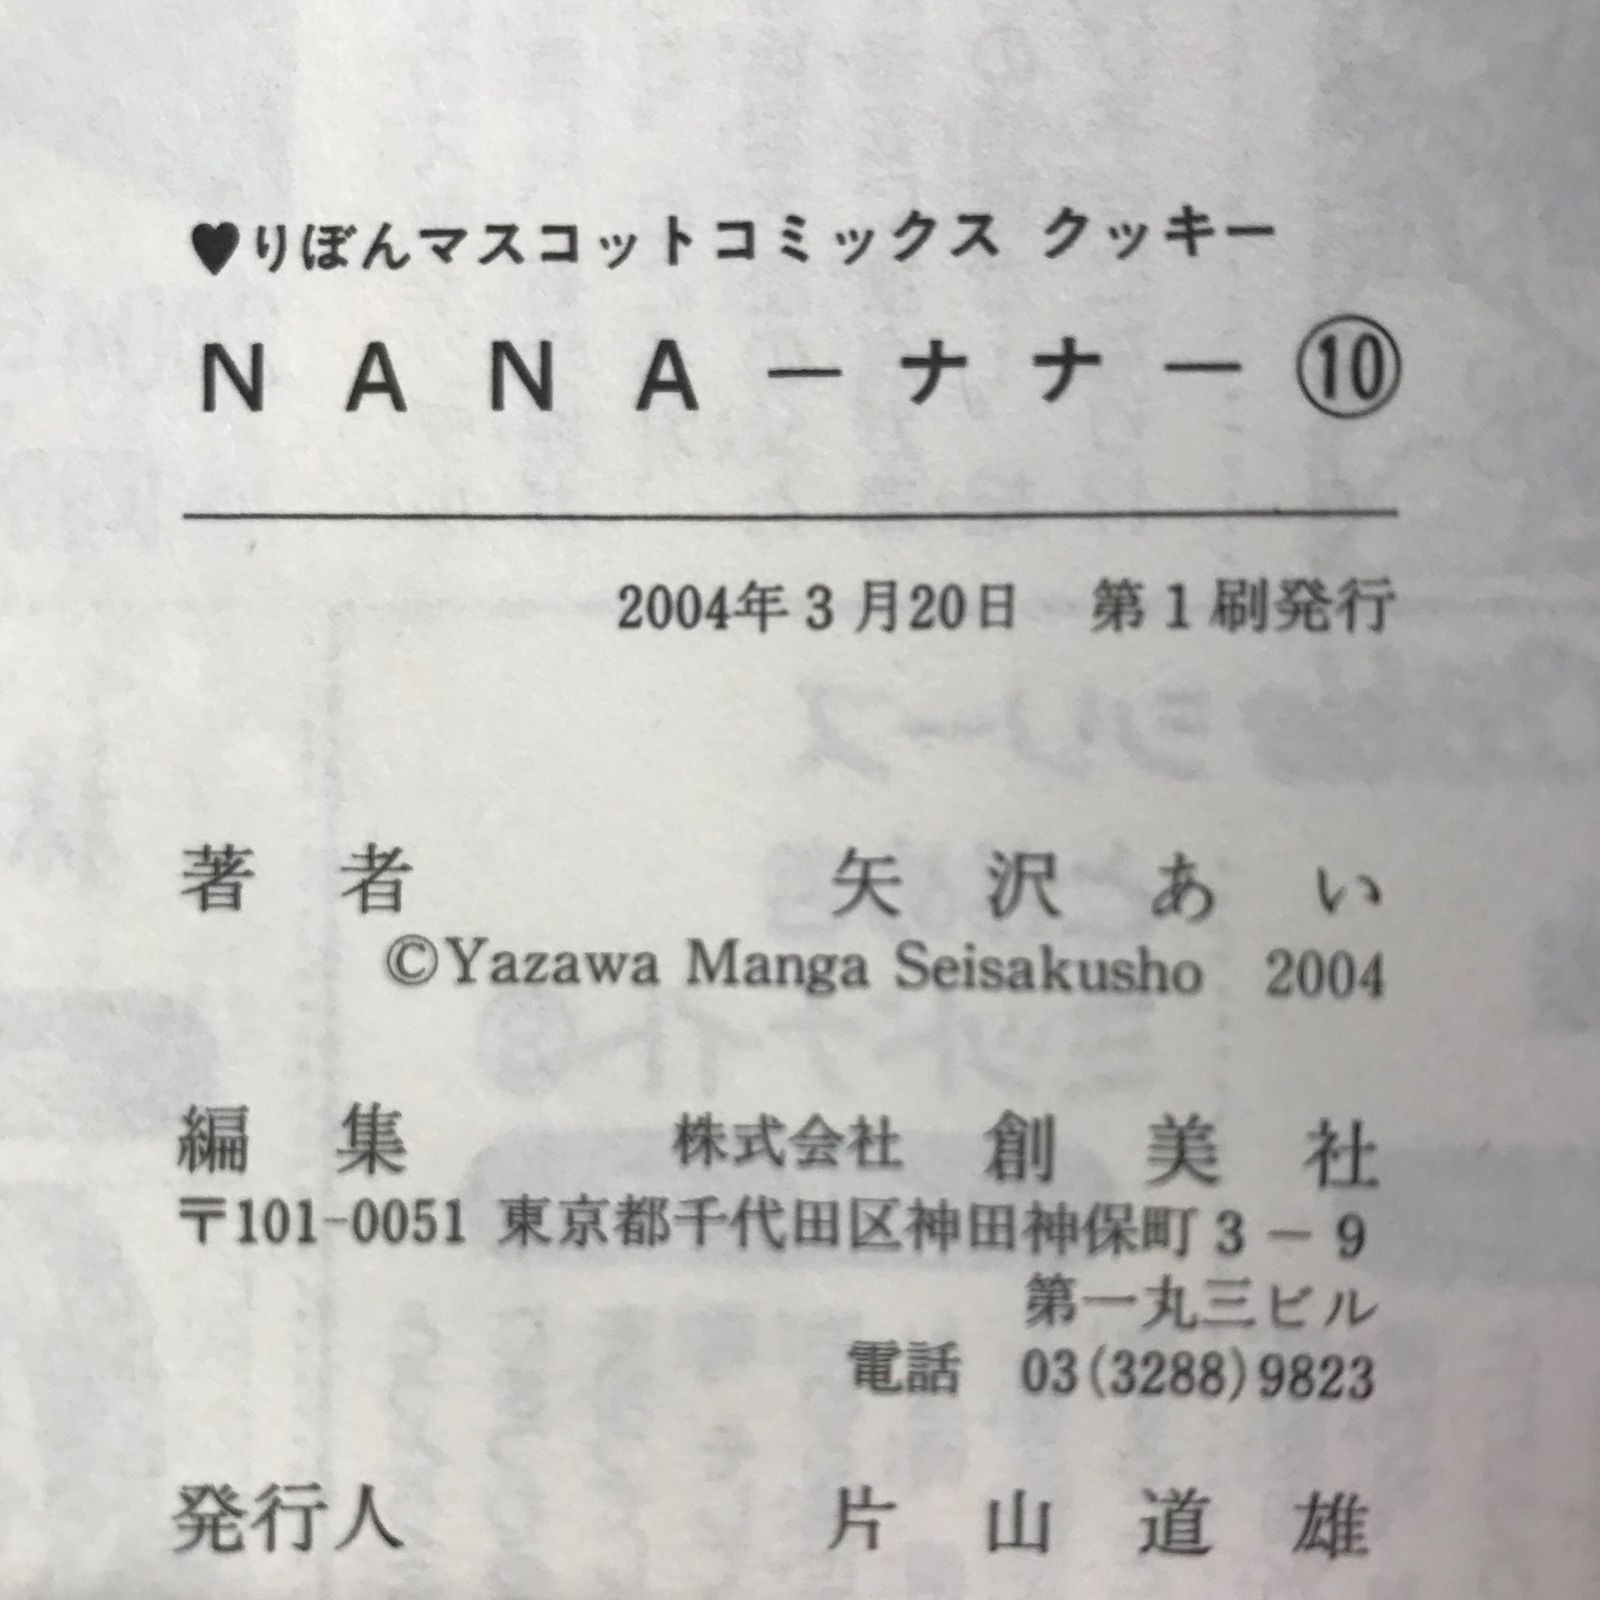 ♥りぼんマスコットコミックス クッキー
NANA―ナナ―⑩
2004年3月20日 第1刷発行
著者 矢沢あい
©Yazawa Manga Seisakusho 2004
編集 株式会社 創美社
〒101-0051 東京都千代田区神田神保町3－9
第一丸三ビル
電話 03(3288)9823
発行人 片山道雄